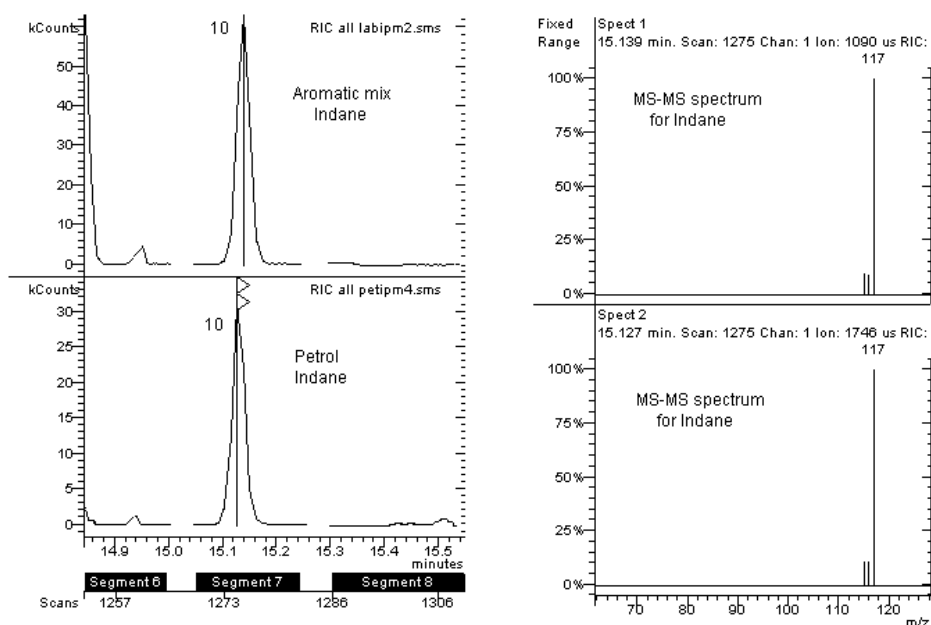 kCounts
10
RIC all labipm2.sms
50
40
30
20
10
0
Aromatic mix
Indane
kCounts
10
RIC all petipm4.sms
30
25
20
15
10
5
0
Petrol
Indane
14.9 15.0 15.1 15.2 15.3 15.4 15.5
minutes
Segment 6 Segment 7 Segment 8
Scans 1257 1273 1286 1306
Fixed
Range
Spect 1
15.139 min. Scan: 1275 Chan: 1 Ion: 1090 us RIC:
117
100%
75%
50%
25%
0%
MS-MS spectrum
for Indane
Spect 2
15.127 min. Scan: 1275 Chan: 1 Ion: 1746 us RIC:
117
100%
75%
50%
25%
0%
MS-MS spectrum
for Indane
70 80 90 100 110 120
m/z